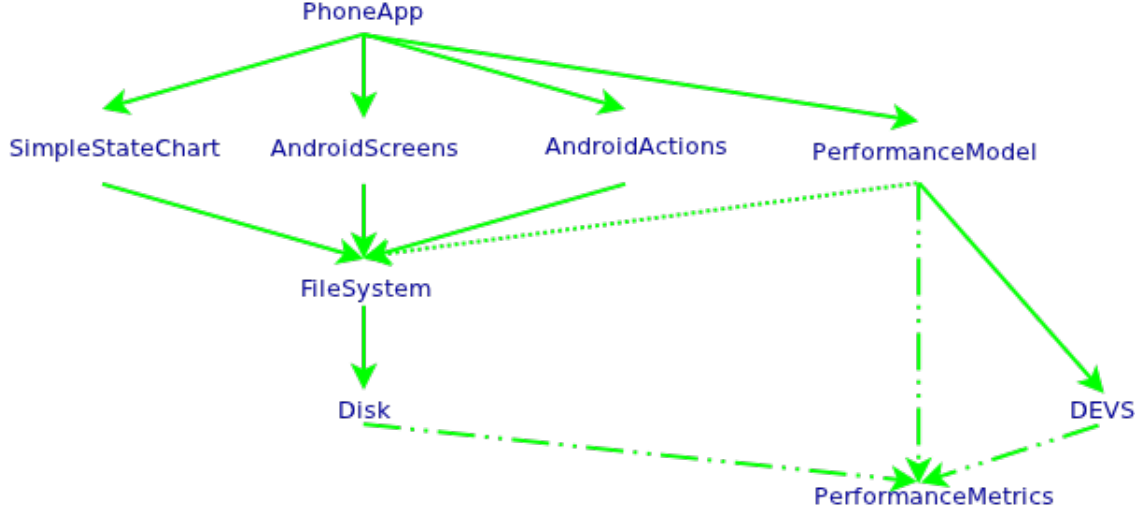 PhoneApp
SimpleStateChart
AndroidScreens
AndroidActions
PerformanceModel
FileSystem
Disk
DEVS
PerformanceMetrics